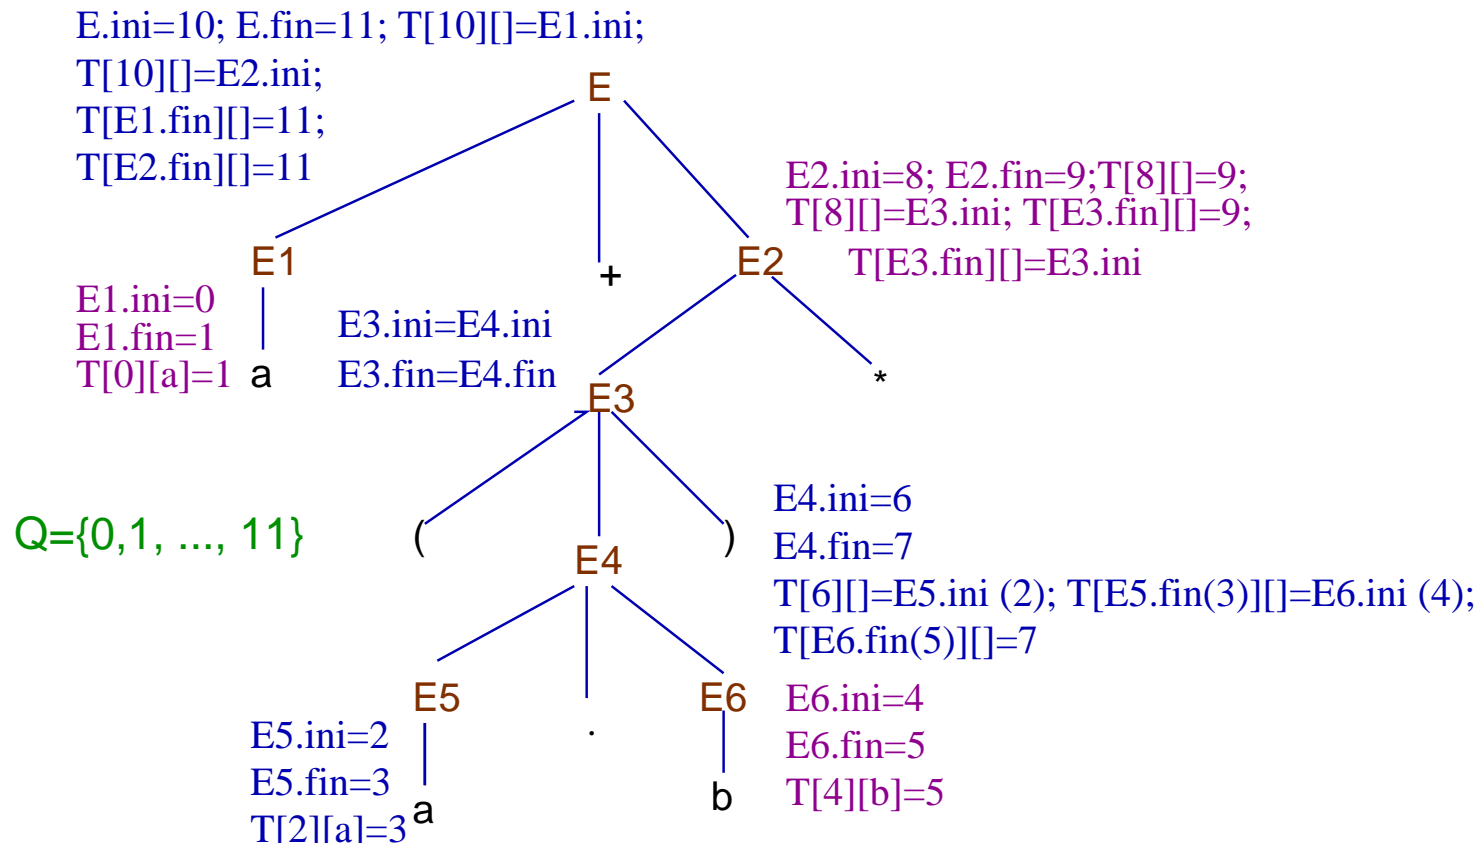 E.ini=10; E.fin=11; T[10][]=E1.ini;
T[10][]=E2.ini;
T[E1.fin][]=11;
T[E2.fin][]=11
E
E2.ini=8; E2.fin=9;T[8][]=9;
T[8][]=E3.ini; T[E3.fin][]=9;
T[E3.fin][]=E3.ini
E1
+
E2
E1.ini=0
E1.fin=1
T[0][a]=1
a
E3.ini=E4.ini
E3.fin=E4.fin
*
E3
Q={0,1, ..., 11}
(
)
E4
E4.ini=6
E4.fin=7
T[6][]=E5.ini (2); T[E5.fin(3)][]=E6.ini (4);
T[E6.fin(5)][]=7
E5
.
E6
E5.ini=2
E5.fin=3
T[2][a]=3
a
b
E6.ini=4
E6.fin=5
T[4][b]=5